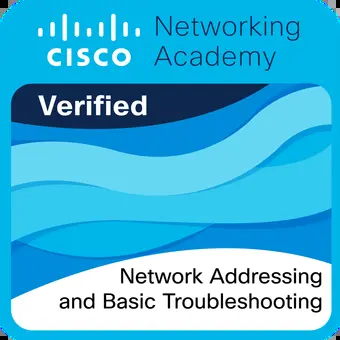 CISCO
Networking
Academy
Verified
Network Addressing
and Basic Troubleshooting